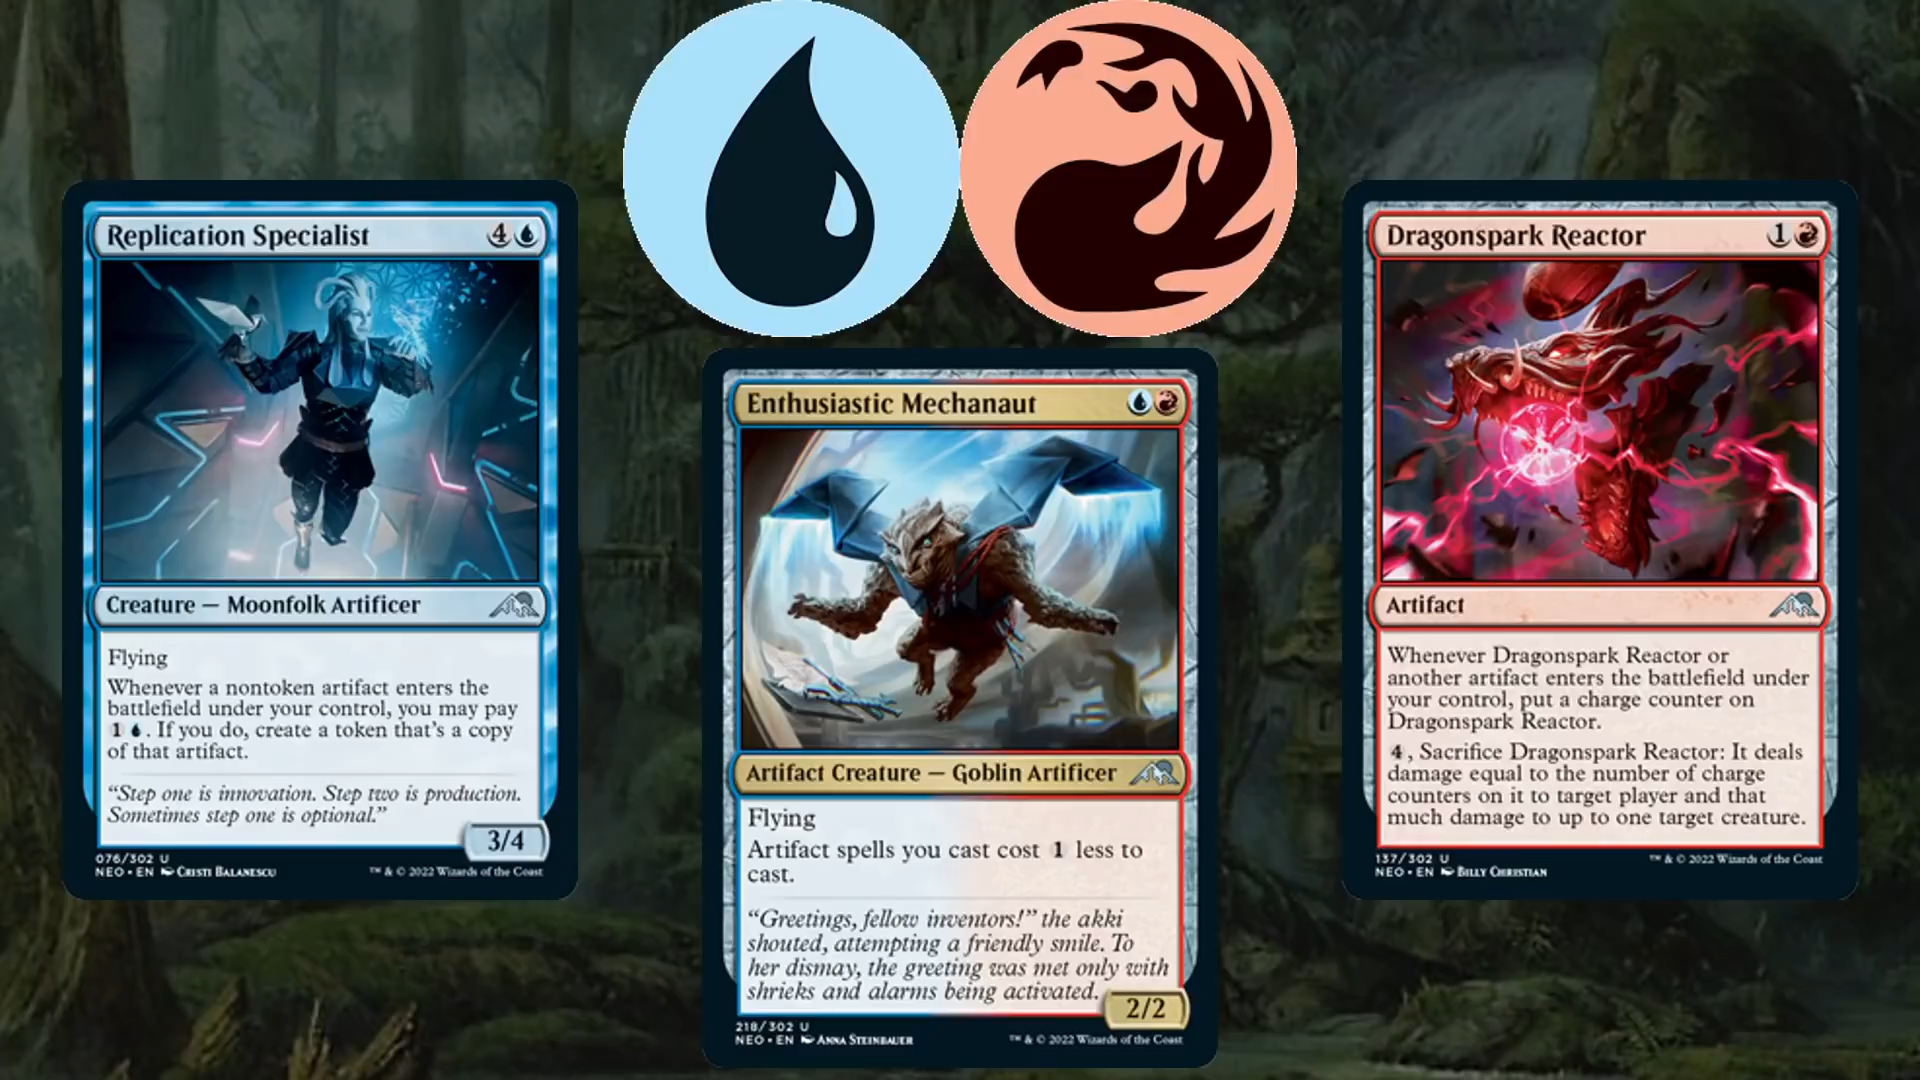 Replication Specialist 4
Creature — Moonfolk Artificer
Flying
Whenever a nontoken artifact enters the
battlefield under your control, you may pay
1 . If you do, create a token that's a copy
of that artifact.
“Step one is innovation. Step two is production.
Sometimes step one is optional.”
3/4
076/302 U
NEO • EN Cristi Balanescu
™ & © 2022 Wizards of the Coast
Enthusiastic Mechanaut
Artifact Creature — Goblin Artificer
Flying
Artifact spells you cast cost 1 less to
cast.
“Greetings, fellow inventors!” the akki
shouted, attempting a friendly smile. To
her dismay, the greeting was met only with
shrieks and alarms being activated.
2/2
218/302 U
NEO • EN Anna Steinbauer
™ & © 2022 Wizards of the Coast
Dragonspark Reactor 1
Artifact
Whenever Dragonspark Reactor or
another artifact enters the battlefield under
your control, put a charge counter on
Dragonspark Reactor.
4, Sacrifice Dragonspark Reactor: It deals
damage equal to the number of charge
counters on it to target player and that
much damage to up to one target creature.
137/302 U
NEO • EN Billy Christian
™ & © 2022 Wizards of the Coast